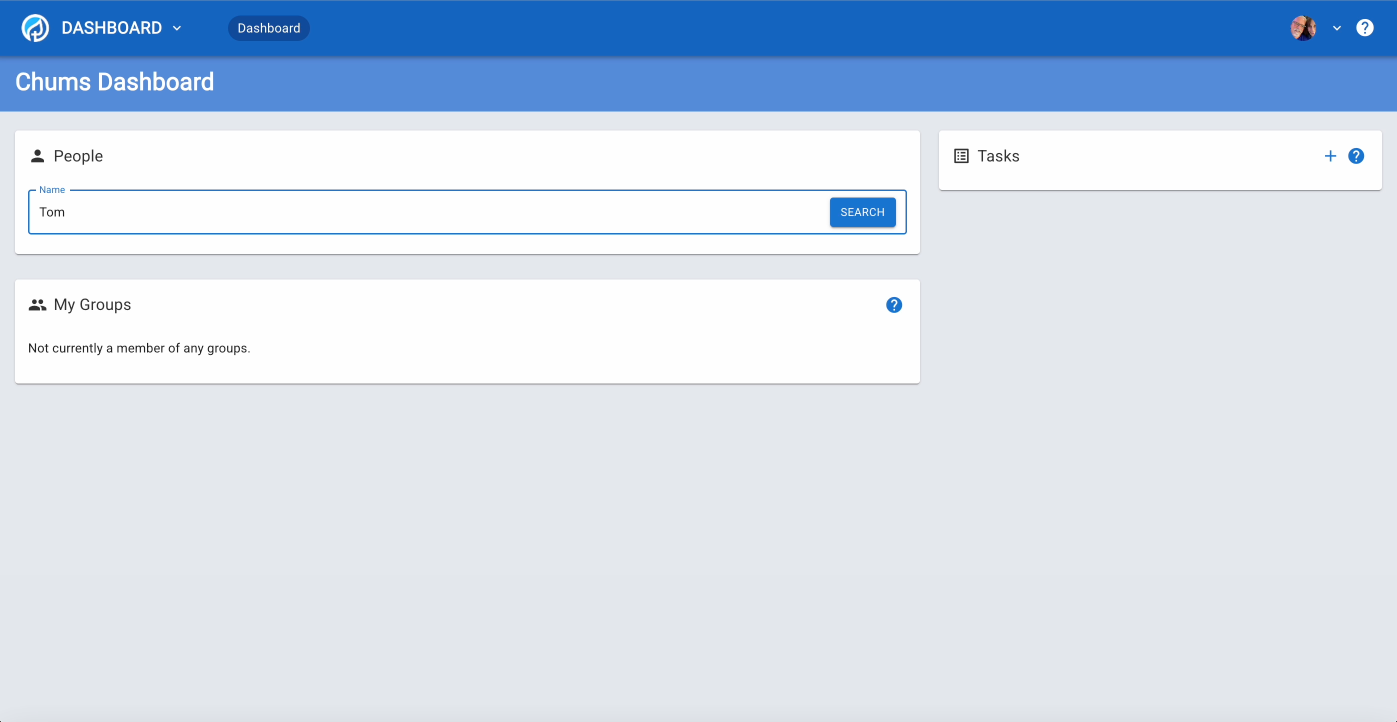 DASHBOARD
Dashboard
Chums Dashboard
People
Name
Tom
SEARCH
My Groups
Not currently a member of any groups.
Tasks